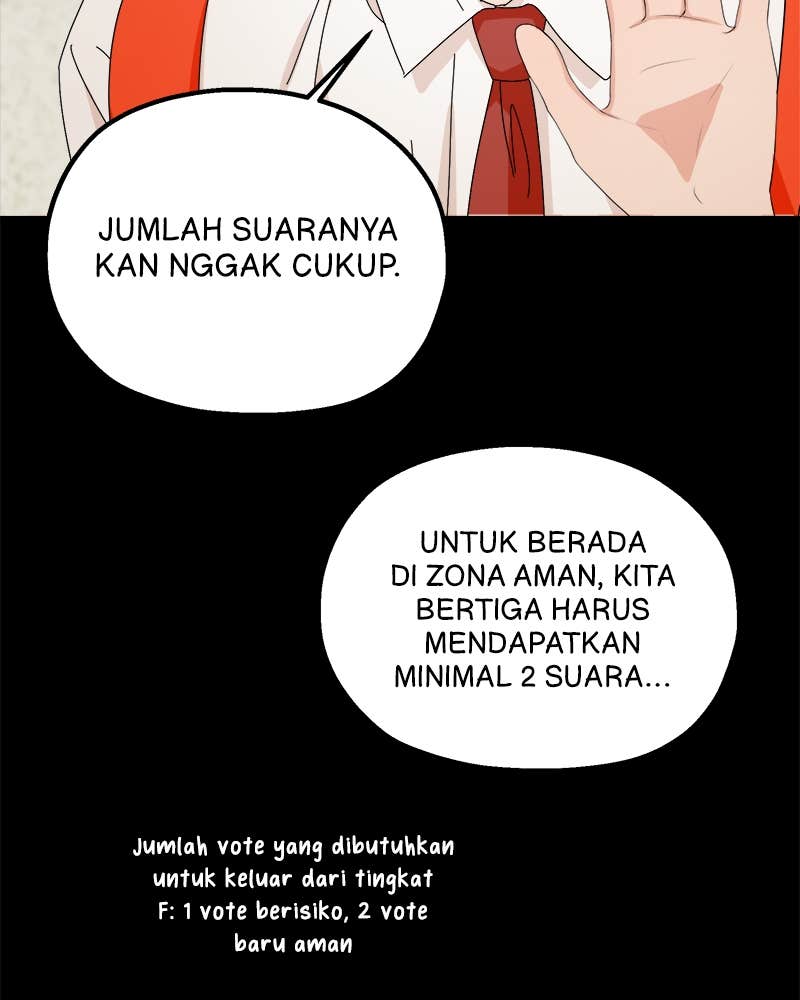 JUMLAH SUARANYA
KAN NGGAK CUKUP.
UNTUK BERADA
DI ZONA AMAN, KITA
BERTIGA HARUS
MENDAPATKAN
MINIMAL 2 SUARA...
Jumlah vote yang dibutuhkan
untuk keluar dari tingkat
F: 1 vote berisiko, 2 vote
baru aman